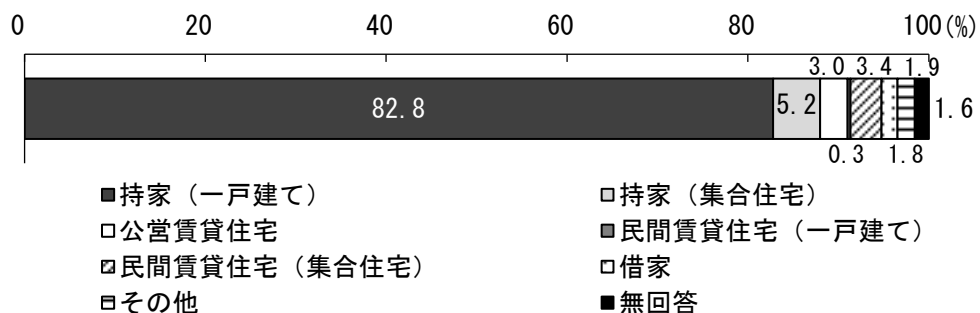 0 20 40 60 80 100(%)
3.0 3.4 1.9
82.8 5.2 1.6
0.3 1.8
持家（一戸建て） 持家（集合住宅）
公営賃貸住宅 民間賃貸住宅（一戸建て）
民間賃貸住宅（集合住宅） 借家
その他 無回答